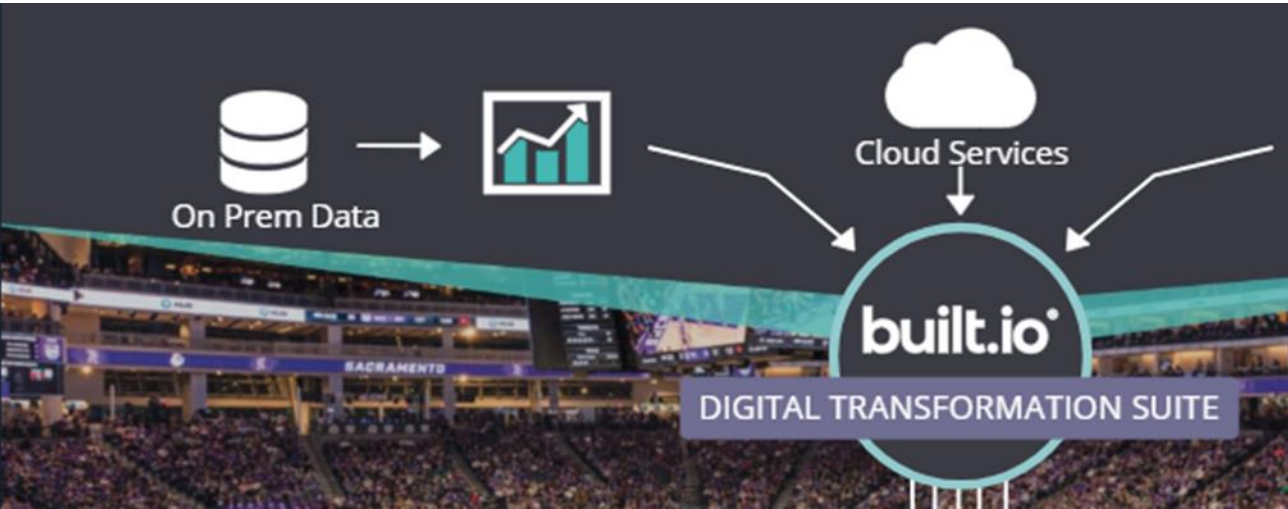 Cloud Services
On Prem Data
built.io
SACRAMENTO
DIGITAL TRANSFORMATION SUITE